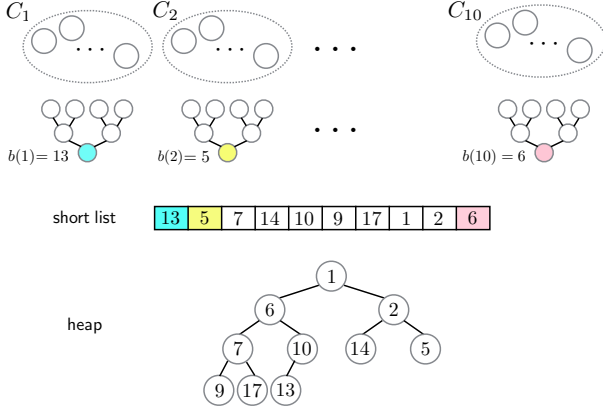 C₁ C₂ C₁₀
. . . . . . . . . . . .
b(1)= 13 b(2)= 5 . . . b(10)= 6
short list 13 5 7 14 10 9 17 1 2 6
1
6 2
heap
7 10 14 5
9 17 13